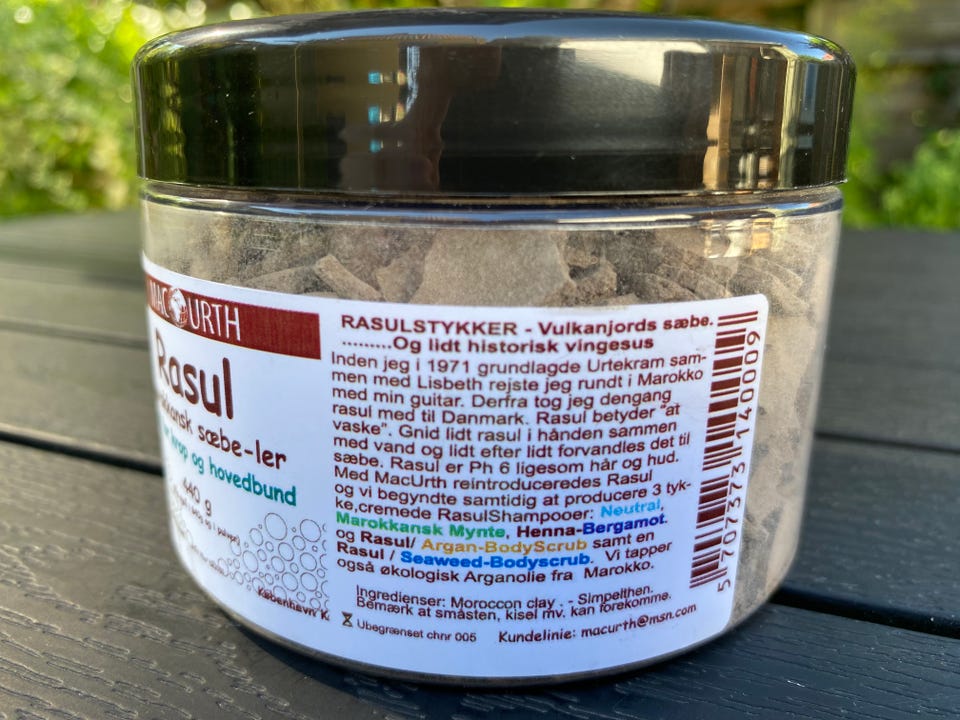 MAC URTH
Rasul
sæbe-ler
krop og hovedbund
640 g
København K
RASULSTYKKER - Vulkanjords sæbe.
.........Og lidt historisk vingesus
Inden jeg i 1971 grundlagde Urtekram sam-
men med Lisbeth rejste jeg rundt i Marokko
med min guitar. Derfra tog jeg dengang
rasul med til Danmark. Rasul betyder "at
vaske". Gnid lidt rasul i hånden sammen
med vand og lidt efter lidt forvandles det til
sæbe. Rasul er Ph 6 ligesom hår og hud.
Med MacUrth reintroduceredes Rasul
og vi begyndte samtidig at producere 3 tyk-
ke,cremede RasulShampooer: Neutral,
Marokkansk Mynte, Henna-Bergamot.
og Rasul/ Argan-BodyScrub samt en
Rasul / Seaweed-Bodyscrub. Vi tapper
også økologisk Arganolie fra Marokko.
Ingredienser: Moroccon clay . - Simpelthen.
Bemærk at småsten, kisel mv. kan forekomme.
Ubegrænset chnr 005 Kundelinie: macurth@msn.com
5 707373 140009